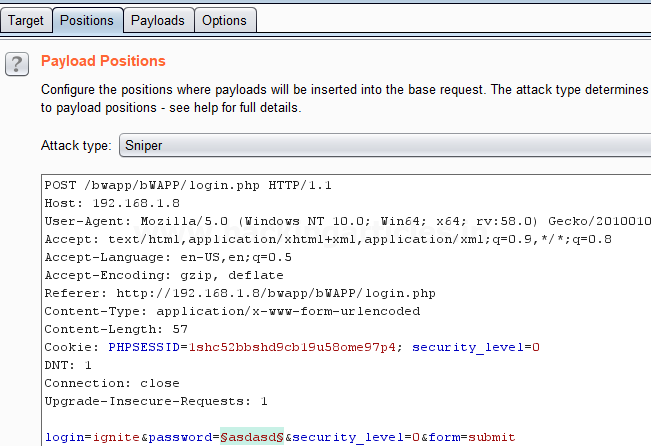 Target Positions Payloads Options
? Payload Positions
Configure the positions where payloads will be inserted into the base request. The attack type determines
to payload positions - see help for full details.
Attack type: Sniper
POST /bwapp/bWAPP/login.php HTTP/1.1
Host: 192.168.1.8
User-Agent: Mozilla/5.0 (Windows NT 10.0; Win64; x64; rv:58.0) Gecko/2010010
Accept: text/html,application/xhtml+xml,application/xml;q=0.9,*/*;q=0.8
Accept-Language: en-US,en;q=0.5
Accept-Encoding: gzip, deflate
Referer: http://192.168.1.8/bwapp/bWAPP/login.php
Content-Type: application/x-www-form-urlencoded
Content-Length: 57
Cookie: PHPSESSID=1shc52bbshd9cb19u58ome97p4; security_level=0
DNT: 1
Connection: close
Upgrade-Insecure-Requests: 1
login=ignite&password=§asdasd§&security_level=0&form=submit